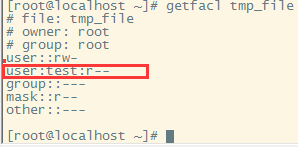 [root@localhost ~]# getfacl tmp_file
# file: tmp_file
# owner: root
# group: root
user::rw-
user:test:r--
group::---
mask::r--
other::---
[root@localhost ~]#